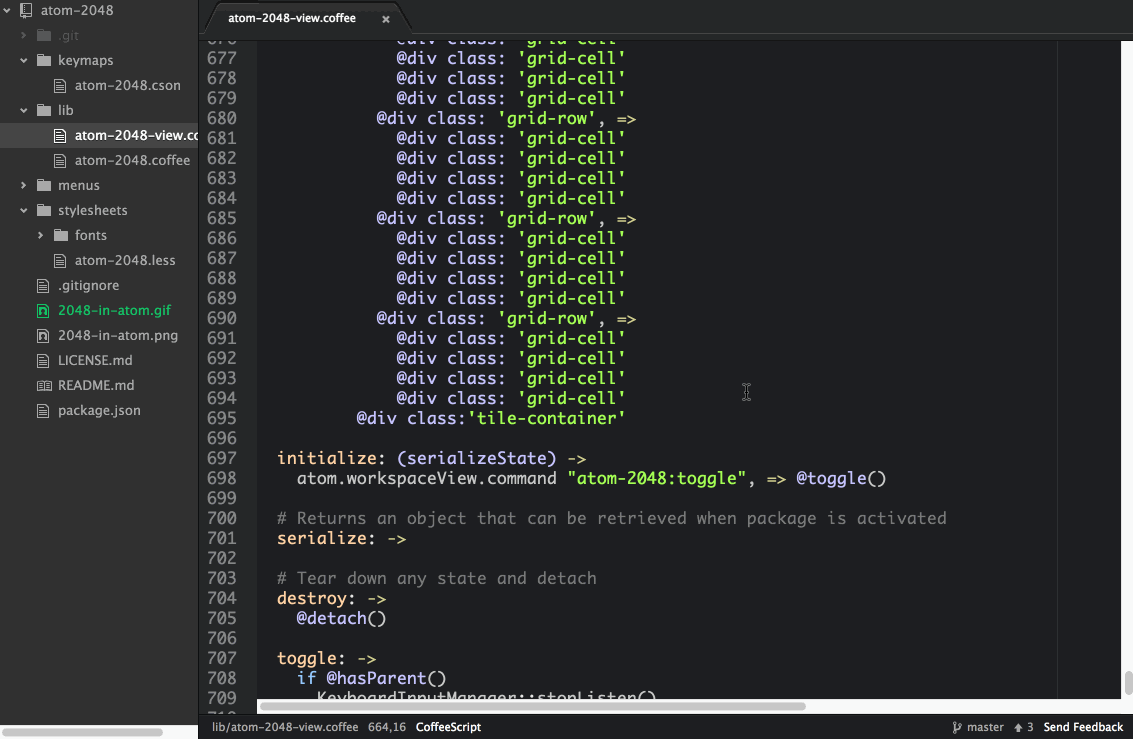 atom-2048
.git
keymaps
atom-2048.cson
lib
atom-2048-view.co
atom-2048.coffee
menus
stylesheets
fonts
atom-2048.less
.gitignore
2048-in-atom.gif
2048-in-atom.png
LICENSE.md
README.md
package.json
atom-2048-view.coffee ×
676 @div class: 'grid-cell'
677 @div class: 'grid-cell'
678 @div class: 'grid-cell'
679 @div class: 'grid-cell'
680 @div class: 'grid-row', =>
681 @div class: 'grid-cell'
682 @div class: 'grid-cell'
683 @div class: 'grid-cell'
684 @div class: 'grid-cell'
685 @div class: 'grid-row', =>
686 @div class: 'grid-cell'
687 @div class: 'grid-cell'
688 @div class: 'grid-cell'
689 @div class: 'grid-cell'
690 @div class: 'grid-row', =>
691 @div class: 'grid-cell'
692 @div class: 'grid-cell'
693 @div class: 'grid-cell'
694 @div class: 'grid-cell'
695 @div class:'tile-container'
696
697 initialize: (serializeState) ->
698 atom.workspaceView.command "atom-2048:toggle", => @toggle()
699
700 # Returns an object that can be retrieved when package is activated
701 serialize: ->
702
703 # Tear down any state and detach
704 destroy: ->
705 @detach()
706
707 toggle: ->
708 if @hasParent()
709 KeyboardInputManager::stopListen()
lib/atom-2048-view.coffee 664,16 CoffeeScript master 3 Send Feedback